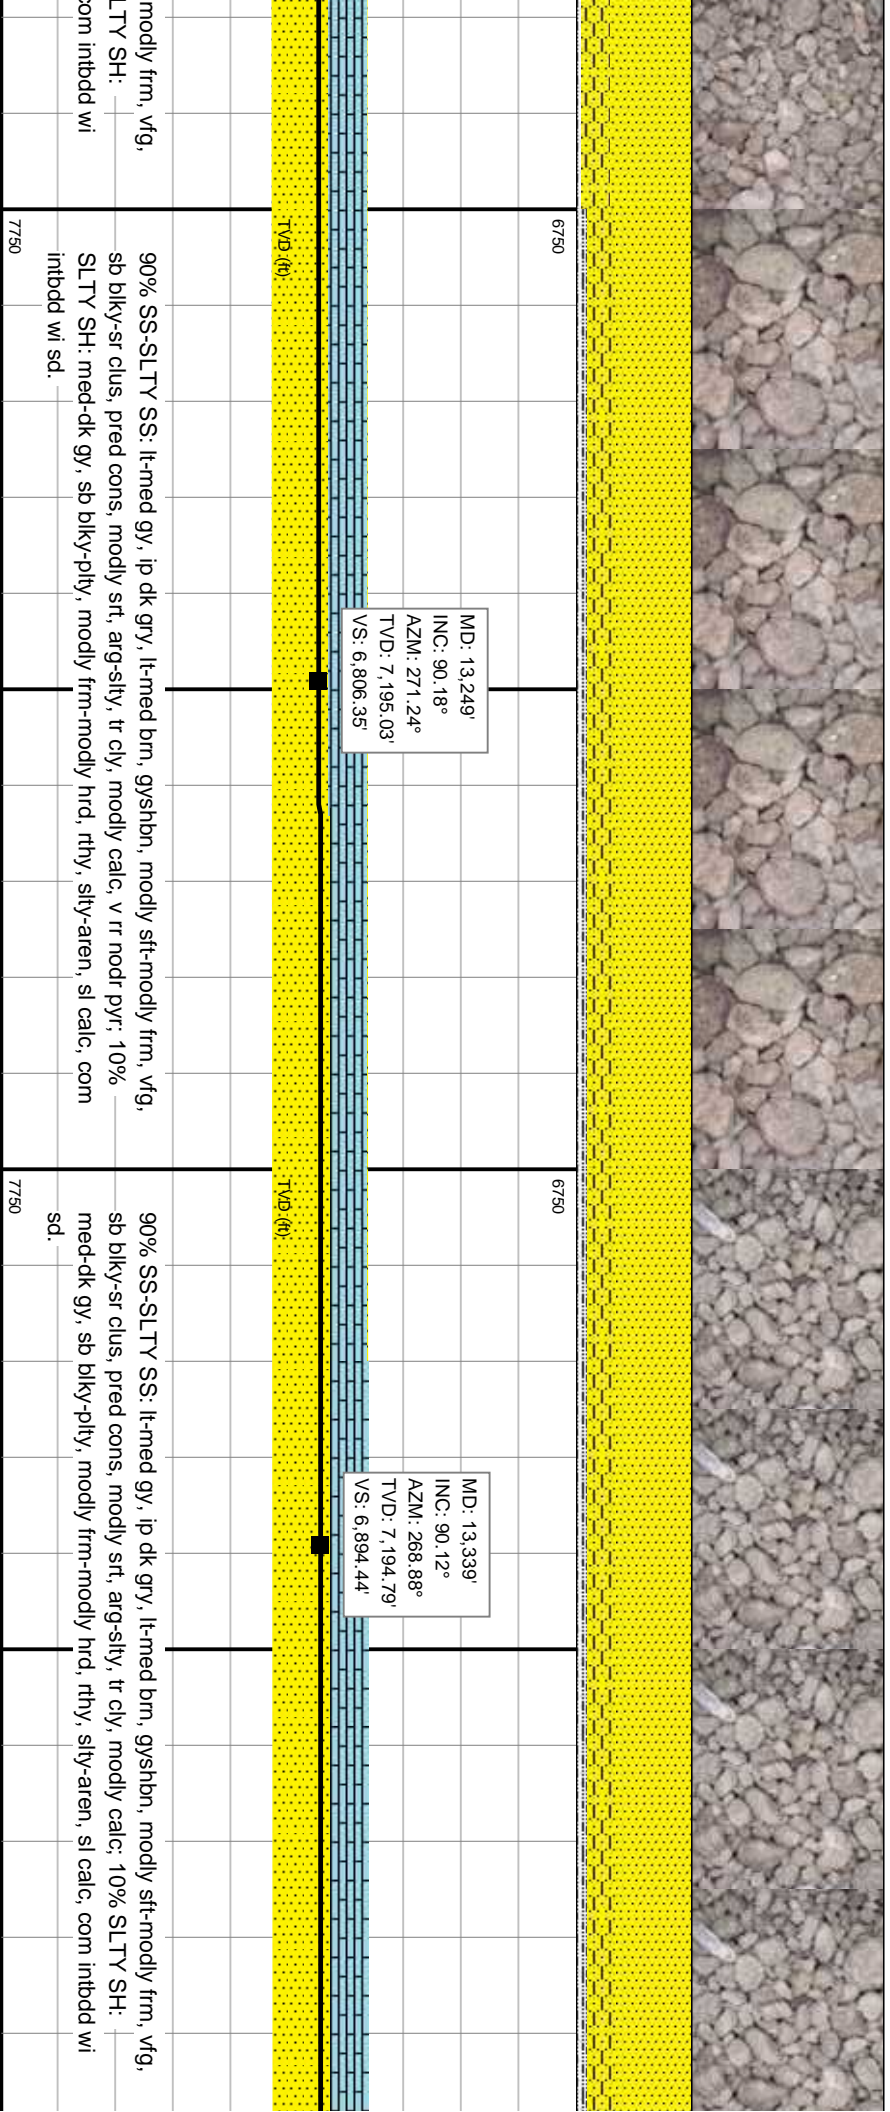 modly frm, vfg,
LTY SH:
com intbdd wi
6750
TVD (ft)
7750
MD: 13,249'
INC: 90.18°
AZM: 271.24°
TVD: 7,195.03'
VS: 6,806.35'
90% SS-SLTY SS: lt-med gy, ip dk gry, lt-med brn, gyshbn, modly sft-modly frm, vfg,
sb blky-sr clus, pred cons, modly srt, arg-slty, tr cly, modly calc, v rr nodr pyr; 10%
SLTY SH: med-dk gy, sb blky-plty, modly frm-modly hrd, rthy, slty-aren, sl calc, com
intbdd wi sd.
6750
TVD (ft)
7750
MD: 13,339'
INC: 90.12°
AZM: 268.88°
TVD: 7,194.79'
VS: 6,894.44'
90% SS-SLTY SS: lt-med gy, ip dk gry, lt-med brn, gyshbn, modly sft-modly frm, vfg,
sb blky-sr clus, pred cons, modly srt, arg-slty, tr cly, modly calc; 10% SLTY SH:
med-dk gy, sb blky-plty, modly frm-modly hrd, rthy, slty-aren, sl calc, com intbdd wi
sd.